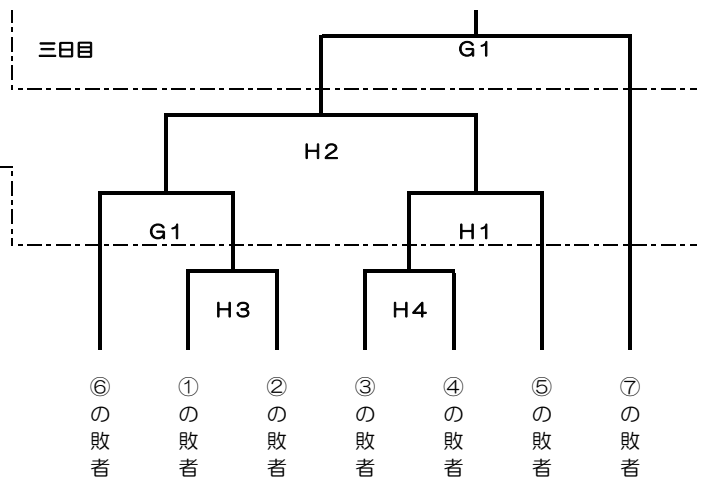 三日目
G1
H2
G1
H1
H3
H4
⑥の敗者
①の敗者
②の敗者
③の敗者
④の敗者
⑤の敗者
⑦の敗者